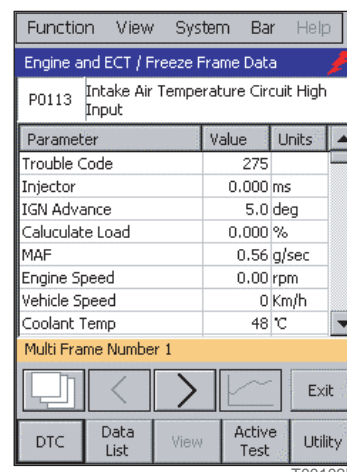 Function View System Bar Help
Engine and ECT / Freeze Frame Data
P0113 Intake Air Temperature Circuit High
Input
Parameter Value Units
Trouble Code 275
Injector 0.000 ms
IGN Advance 5.0 deg
Caluculate Load 0.000 %
MAF 0.56 g/sec
Engine Speed 0.00 rpm
Vehicle Speed 0 Km/h
Coolant Temp 48 ℃
Multi Frame Number 1
Exit
DTC Data List View Active Test Utility